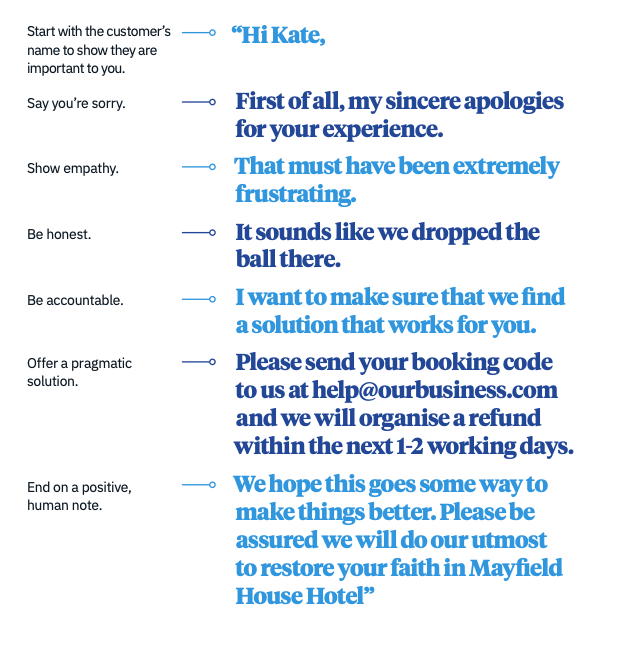 Start with the customer’s
name to show they are
important to you.
“Hi Kate,
Say you’re sorry.
First of all, my sincere apologies
for your experience.
Show empathy.
That must have been extremely
frustrating.
Be honest.
It sounds like we dropped the
ball there.
Be accountable.
I want to make sure that we find
a solution that works for you.
Offer a pragmatic
solution.
Please send your booking code
to us at help@ourbusiness.com
and we will organise a refund
within the next 1-2 working days.
End on a positive,
human note.
We hope this goes some way to
make things better. Please be
assured we will do our utmost
to restore your faith in Mayfield
House Hotel”